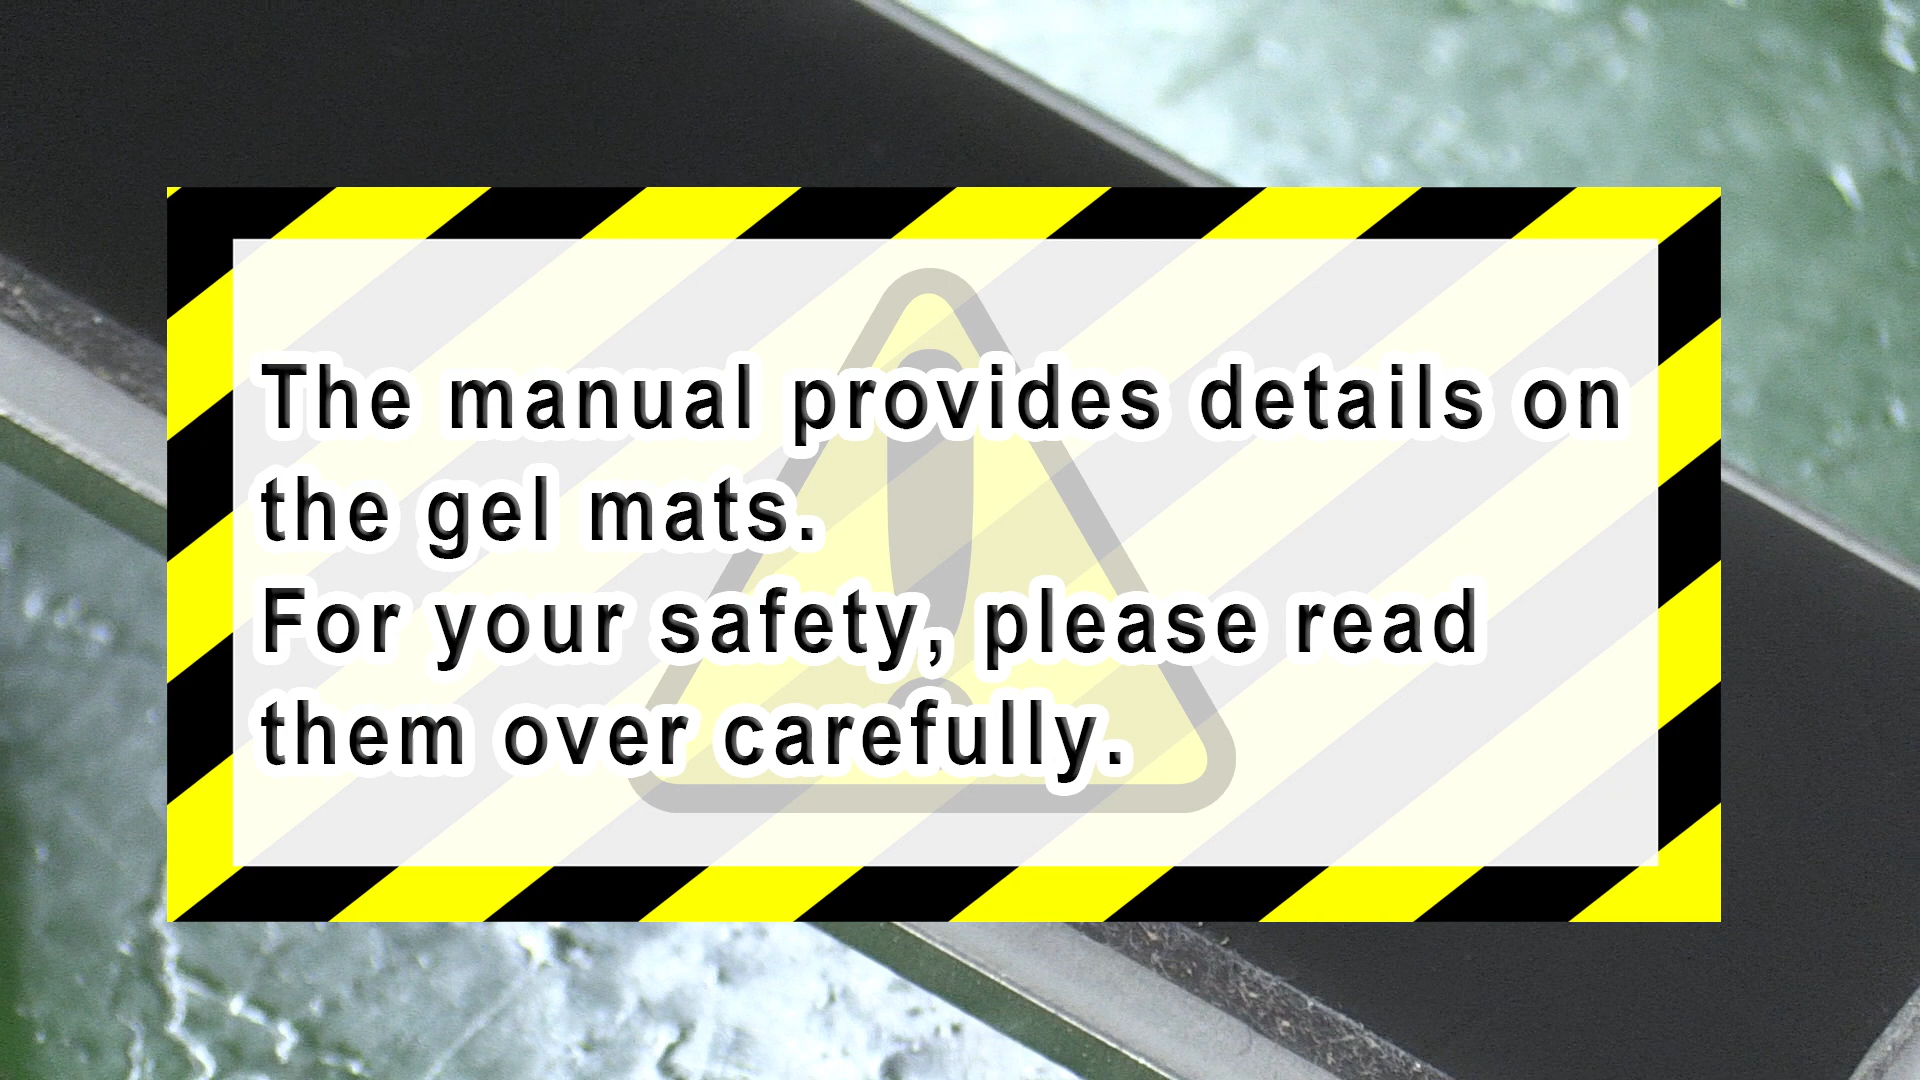 The manual provides details on
the gel mats.
For your safety, please read
them over carefully.